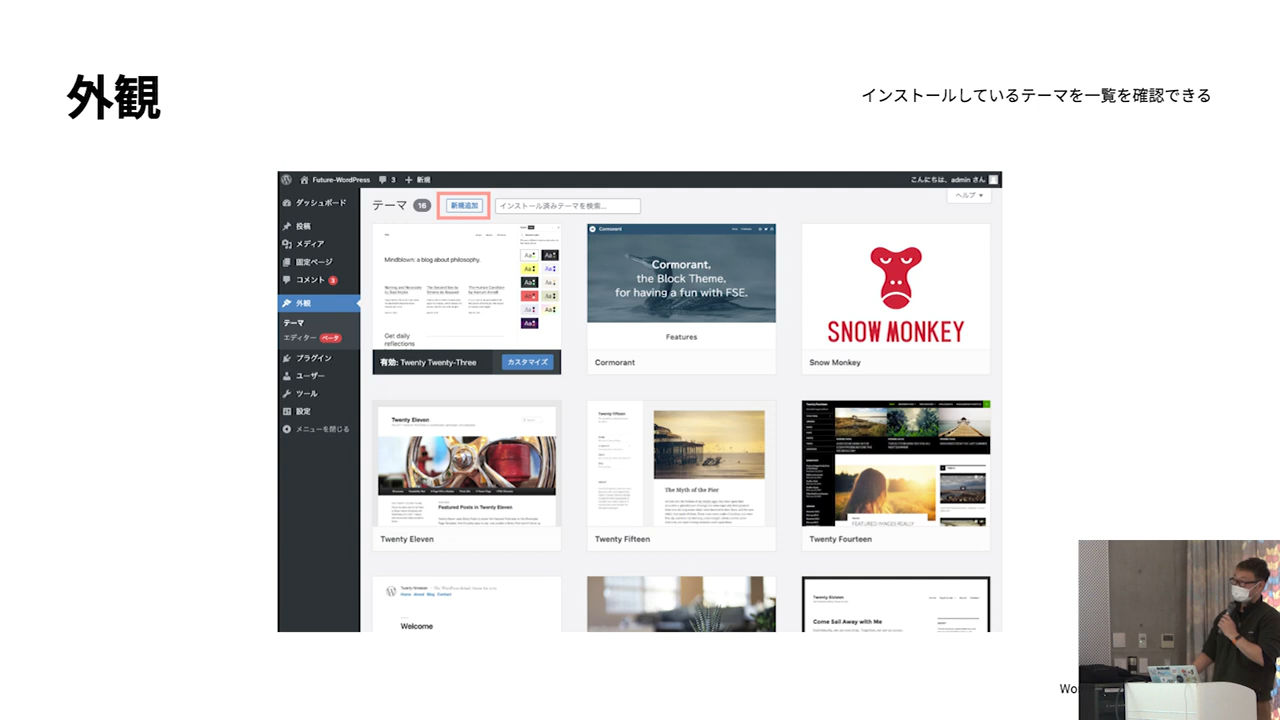 外観
インストールしているテーマを一覧を確認できる
Future-WordPress 3 新規
こんにちは、admin さん
ダッシュボード
投稿
メディア
固定ページ
コメント 3
外観
テーマ
エディター ベータ
プラグイン
ユーザー
ツール
設定
メニューを閉じる
テーマ 16 新規追加 インストール済みテーマを検索...
ヘルプ
Mindblown: a blog about philosophy.
Get daily
reflections
有効: Twenty Twenty-Three カスタマイズ
Cormorant
Cormorant,
the Block Theme,
for having a fun with FSE.
Features
Cormorant
SNOW MONKEY
Snow Monkey
Twenty Eleven
Featured Posts in Twenty Eleven
Twenty Eleven
Twenty Fifteen
The Myth of the Pier
Twenty Fifteen
Twenty Fourteen
Twenty Fourteen
Welcome
Twenty Sixteen
Come Sail Away with Me